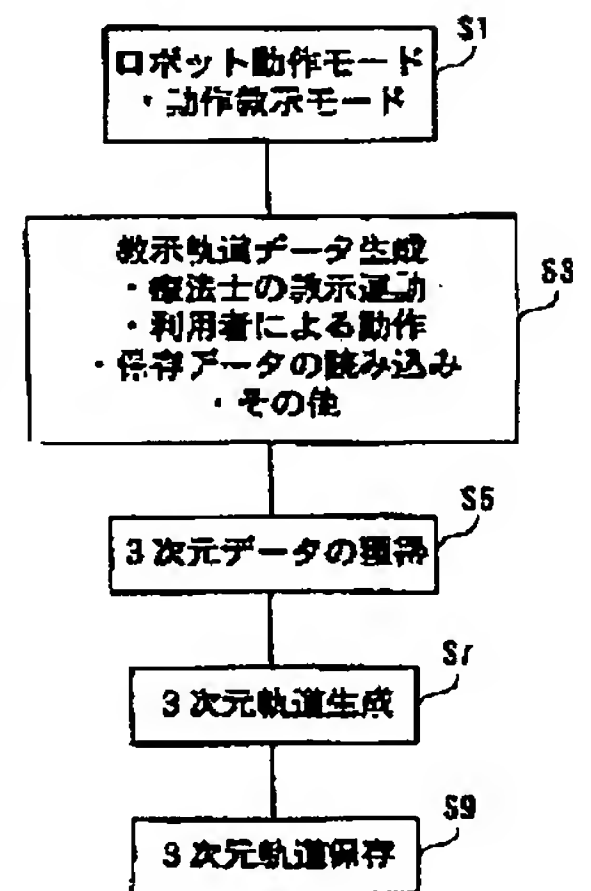 S1
ロボット動作モード
・動作教示モード
S3
教示軌道データ生成
・療法士の教示運動
・利用者による動作
・保存データの読み込み
・その他
S5
3次元データの獲得
S7
3次元軌道生成
S9
3次元軌道保存